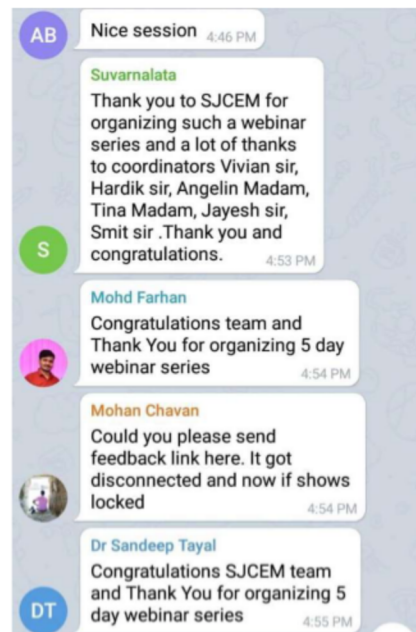 AB
Nice session 4:46 PM
Suvarnalata
Thank you to SJCEM for
organizing such a webinar
series and a lot of thanks
to coordinators Vivian sir,
Hardik sir, Angelin Madam,
Tina Madam, Jayesh sir,
Smit sir .Thank you and
congratulations. 4:53 PM
S
Mohd Farhan
Congratulations team and
Thank You for organizing 5 day
webinar series 4:54 PM
Mohan Chavan
Could you please send
feedback link here. It got
disconnected and now if shows
locked 4:54 PM
Dr Sandeep Tayal
Congratulations SJCEM team
and Thank You for organizing 5
day webinar series 4:55 PM
DT